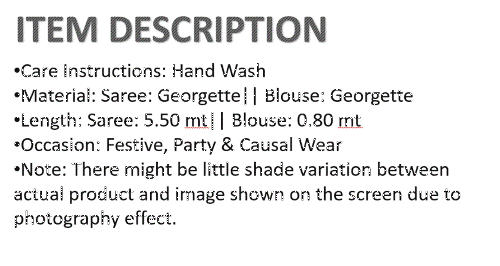 ITEM DESCRIPTION
•Care Instructions: Hand Wash
•Material: Saree: Georgette|| Blouse: Georgette
•Length: Saree: 5.50 mt|| Blouse: 0.80 mt
•Occasion: Festive, Party & Causal Wear
•Note: There might be little shade variation between
actual product and image shown on the screen due to
photography effect.